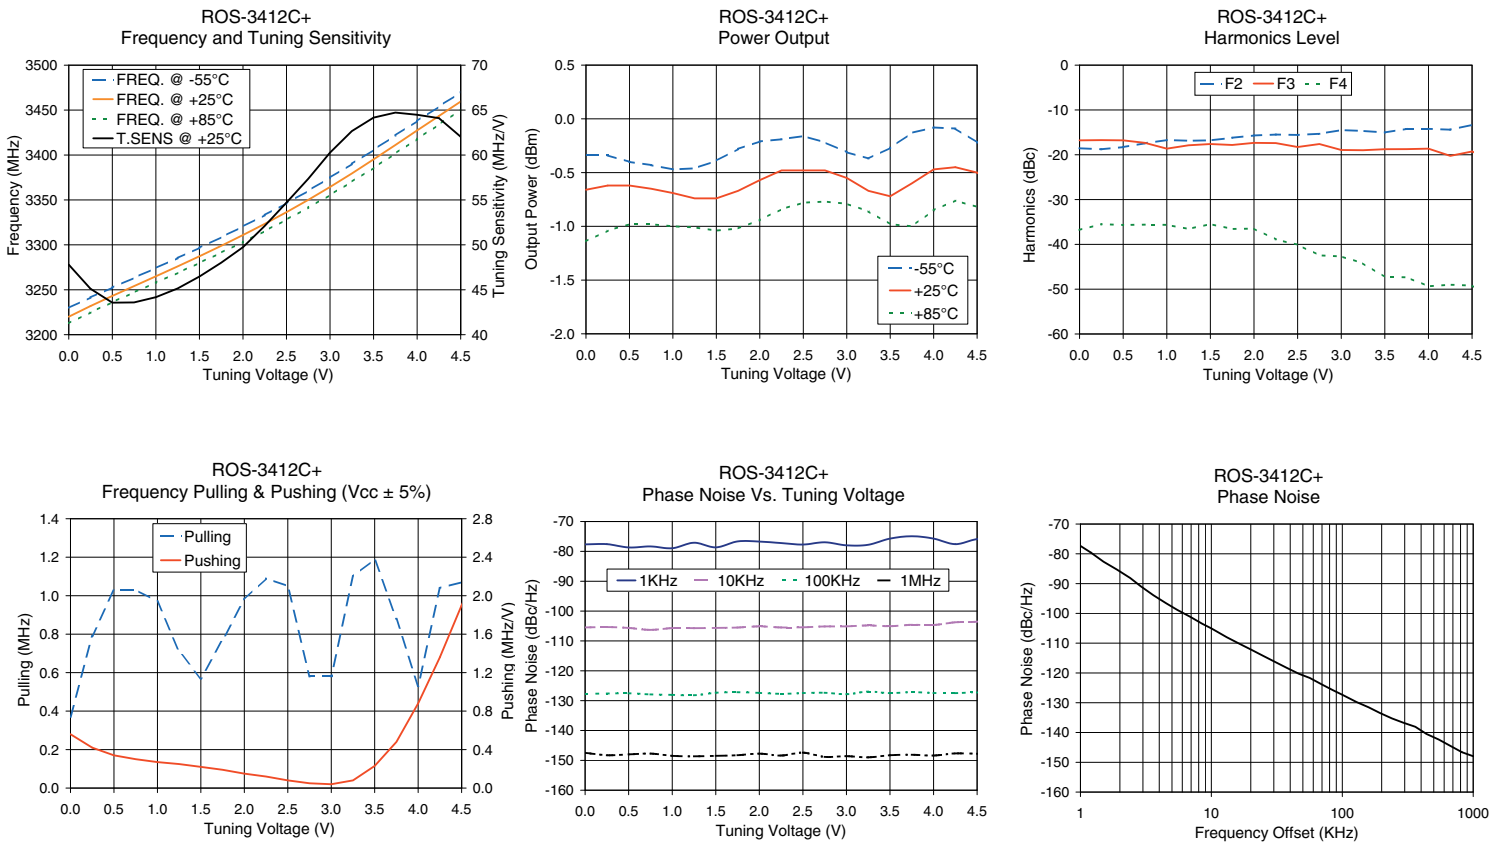 ROS-3412C+
Frequency and Tuning Sensitivity
3500
3450
3400
3350
3300
3250
3200
Frequency (MHz)
FREQ. @ -55°C
FREQ. @ +25°C
FREQ. @ +85°C
T.SENS @ +25°C
70
65
60
55
50
45
40
Tuning Sensitivity (MHz/V)
0.0 0.5 1.0 1.5 2.0 2.5 3.0 3.5 4.0 4.5
Tuning Voltage (V)
ROS-3412C+
Power Output
0.5
0.0
-0.5
-1.0
-1.5
-2.0
Output Power (dBm)
-55°C
+25°C
+85°C
0.0 0.5 1.0 1.5 2.0 2.5 3.0 3.5 4.0 4.5
Tuning Voltage (V)
ROS-3412C+
Harmonics Level
0
-10
-20
-30
-40
-50
-60
Harmonics (dBc)
F2 F3 F4
0.0 0.5 1.0 1.5 2.0 2.5 3.0 3.5 4.0 4.5
Tuning Voltage (V)
ROS-3412C+
Frequency Pulling & Pushing (Vcc ± 5%)
1.4
1.2
1.0
0.8
0.6
0.4
0.2
0.0
Pulling (MHz)
Pulling
Pushing
2.8
2.4
2.0
1.6
1.2
0.8
0.4
0.0
Pushing (MHz/V)
0.0 0.5 1.0 1.5 2.0 2.5 3.0 3.5 4.0 4.5
Tuning Voltage (V)
ROS-3412C+
Phase Noise Vs. Tuning Voltage
-70
-80
-90
-100
-110
-120
-130
-140
-150
-160
Phase Noise (dBc/Hz)
1KHz 10KHz 100KHz 1MHz
0.0 0.5 1.0 1.5 2.0 2.5 3.0 3.5 4.0 4.5
Tuning Voltage (V)
ROS-3412C+
Phase Noise
-70
-80
-90
-100
-110
-120
-130
-140
-150
-160
Phase Noise (dBc/Hz)
1 10 100 1000
Frequency Offset (KHz)